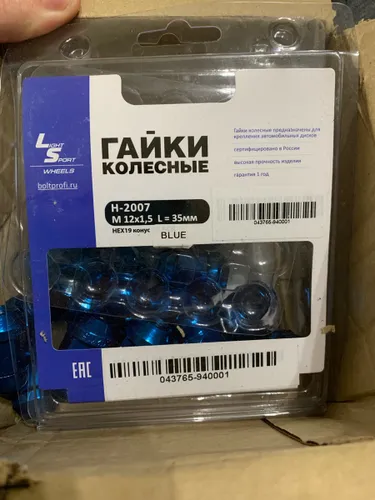 LIGHT
SPORT
WHEELS
boltprofi.ru
ГАЙКИ
КОЛЕСНЫЕ
Гайки колесные предназначены для
крепления автомобильных дисков
сертифицировано в России
высокая прочность изделия
гарантия 1 год
H-2007
M 12x1,5 L = 35мм
HEX19 конус
BLUE
043765-940001
EAC
043765-940001